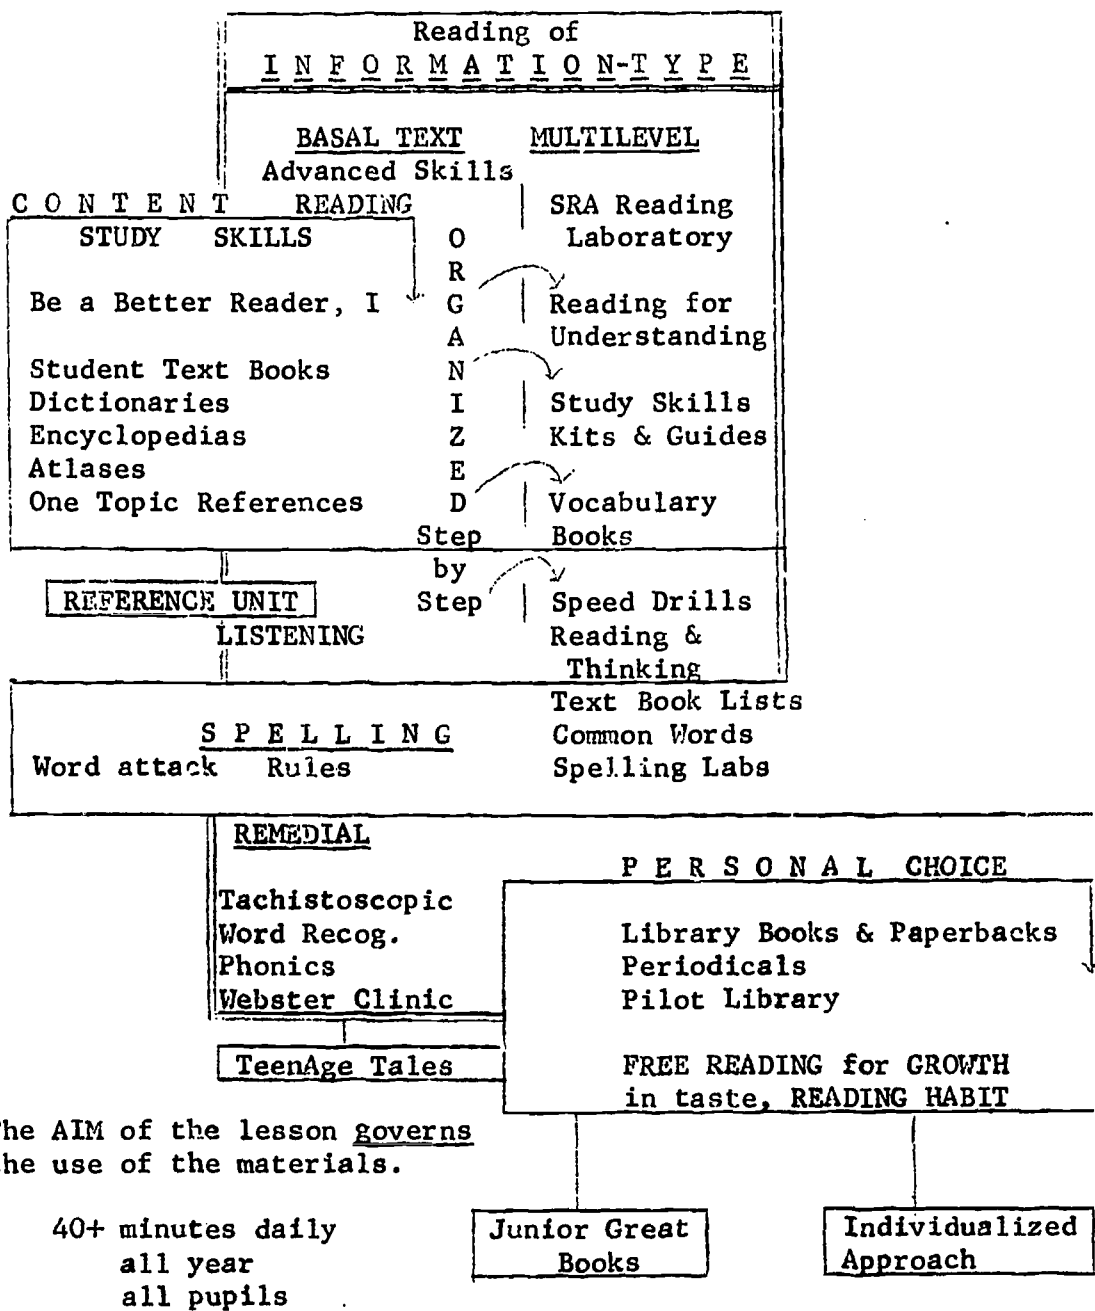 Reading of
I N F O R M A T I O N-T Y P E
BASAL TEXT
Advanced Skills
READING
O
R
G
A
N
I
Z
E
D
Step
by
Step
MULTILEVEL
SRA Reading
Laboratory
Reading for
Understanding
Study Skills
Kits & Guides
Vocabulary
Books
Speed Drills
Reading &
Thinking
Text Book Lists
Common Words
Spelling Labs
C O N T E N T
STUDY SKILLS
Be a Better Reader, I
Student Text Books
Dictionaries
Encyclopedias
Atlases
One Topic References
REFERENCE UNIT
LISTENING
S P E L L I N G
Word attack Rules
REMEDIAL
Tachistoscopic
Word Recog.
Phonics
Webster Clinic
TeenAge Tales
P E R S O N A L CHOICE
Library Books & Paperbacks
Periodicals
Pilot Library
FREE READING for GROWTH
in taste, READING HABIT
Junior Great
Books
Individualized
Approach
he AIM of the lesson governs
he use of the materials.
40+ minutes daily
all year
all pupils